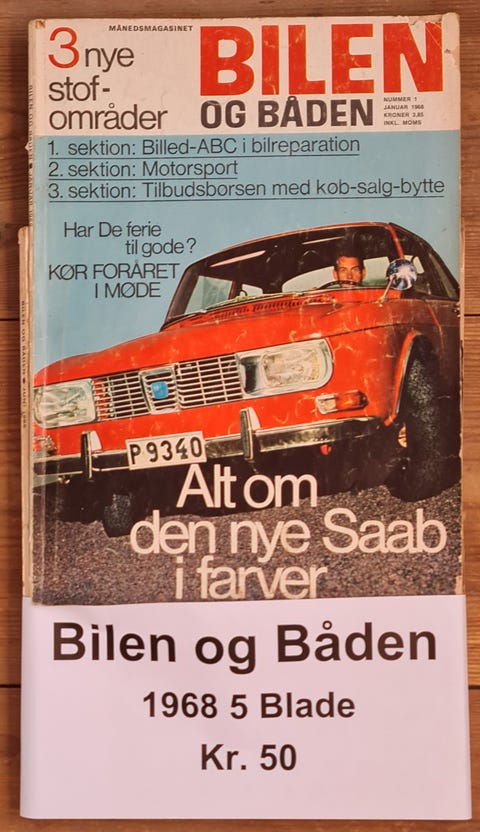 MÅNEDSMAGASINET
3 nye
stof-
områder
BILEN
OG BÅDEN
NUMMER 1
JANUAR 1968
KRONER 3,85
INKL. MOMS
1. sektion: Billed-ABC i bilreparation
2. sektion: Motorsport
3. sektion: Tilbudsbørsen med køb-salg-bytte
Har De ferie
til gode?
KØR FORÅRET
I MØDE
P 9340
Alt om
den nye Saab
i farver
Bilen og Båden
1968 5 Blade
Kr. 50